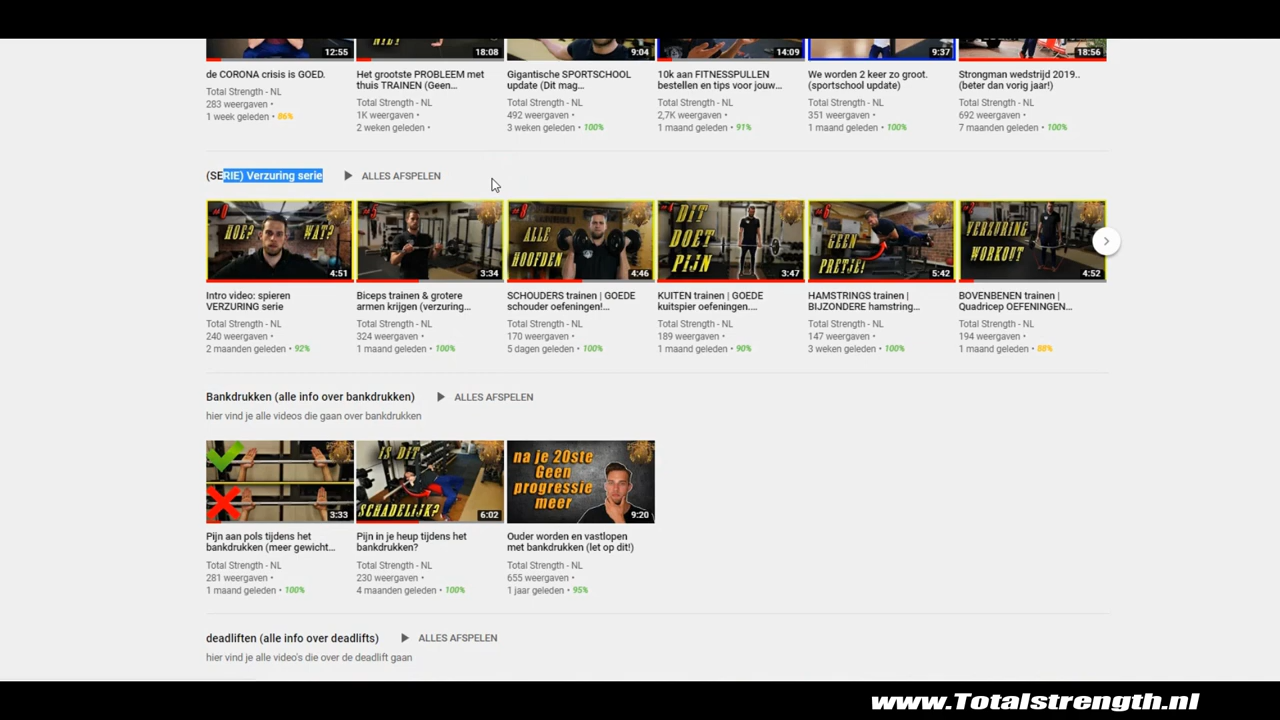 12:55
NIET?
18:08
9:04
14:09
9:37
18:56
de CORONA crisis is GOED.
Total Strength - NL
283 weergaven •
1 week geleden • 86%
Het grootste PROBLEEM met
thuis TRAINEN (Geen...
Total Strength - NL
1K weergaven •
2 weken geleden •
Gigantische SPORTSCHOOL
update (Dit mag...
Total Strength - NL
492 weergaven •
3 weken geleden • 100%
10k aan FITNESSPULLEN
bestellen en tips voor jouw...
Total Strength - NL
2,7K weergaven •
1 maand geleden • 91%
We worden 2 keer zo groot.
(sportschool update)
Total Strength - NL
351 weergaven •
1 maand geleden • 100%
Strongman wedstrijd 2019..
(beter dan vorig jaar!)
Total Strength - NL
692 weergaven •
7 maanden geleden • 100%
(SERIE) Verzuring serie
ALLES AFSPELEN
HOE? WAT?
4:51
3:34
#8
ALLE
HOOFDEN
4:46
DIT
DOET
PIJN
3:47
#6
GEEN
PRETJE!
5:42
VERZURING
WORKOUT
4:52
Intro video: spieren
VERZURING serie
Total Strength - NL
240 weergaven •
2 maanden geleden • 92%
Biceps trainen & grotere
armen krijgen (verzuring...
Total Strength - NL
324 weergaven •
1 maand geleden • 100%
SCHOUDERS trainen | GOEDE
schouder oefeningen!...
Total Strength - NL
170 weergaven •
5 dagen geleden • 100%
KUITEN trainen | GOEDE
kuitspier oefeningen....
Total Strength - NL
189 weergaven •
1 maand geleden • 90%
HAMSTRINGS trainen |
BIJZONDERE hamstring...
Total Strength - NL
147 weergaven •
3 weken geleden • 100%
BOVENBENEN trainen |
Quadricep OEFENINGEN...
Total Strength - NL
194 weergaven •
1 maand geleden • 88%
Bankdrukken (alle info over bankdrukken)
ALLES AFSPELEN
hier vind je alle videos die gaan over bankdrukken
3:33
IS DIT
SCHADELIJK?
6:02
na je 20ste
Geen
progressie
meer
9:20
Pijn aan pols tijdens het
bankdrukken (meer gewicht...
Total Strength - NL
281 weergaven •
1 maand geleden • 100%
Pijn in je heup tijdens het
bankdrukken?
Total Strength - NL
230 weergaven •
4 maanden geleden • 100%
Ouder worden en vastlopen
met bankdrukken (let op dit!)
Total Strength - NL
655 weergaven •
1 jaar geleden • 95%
deadliften (alle info over deadlifts)
ALLES AFSPELEN
hier vind je alle video's die over de deadlift gaan
www.Totalstrength.nl